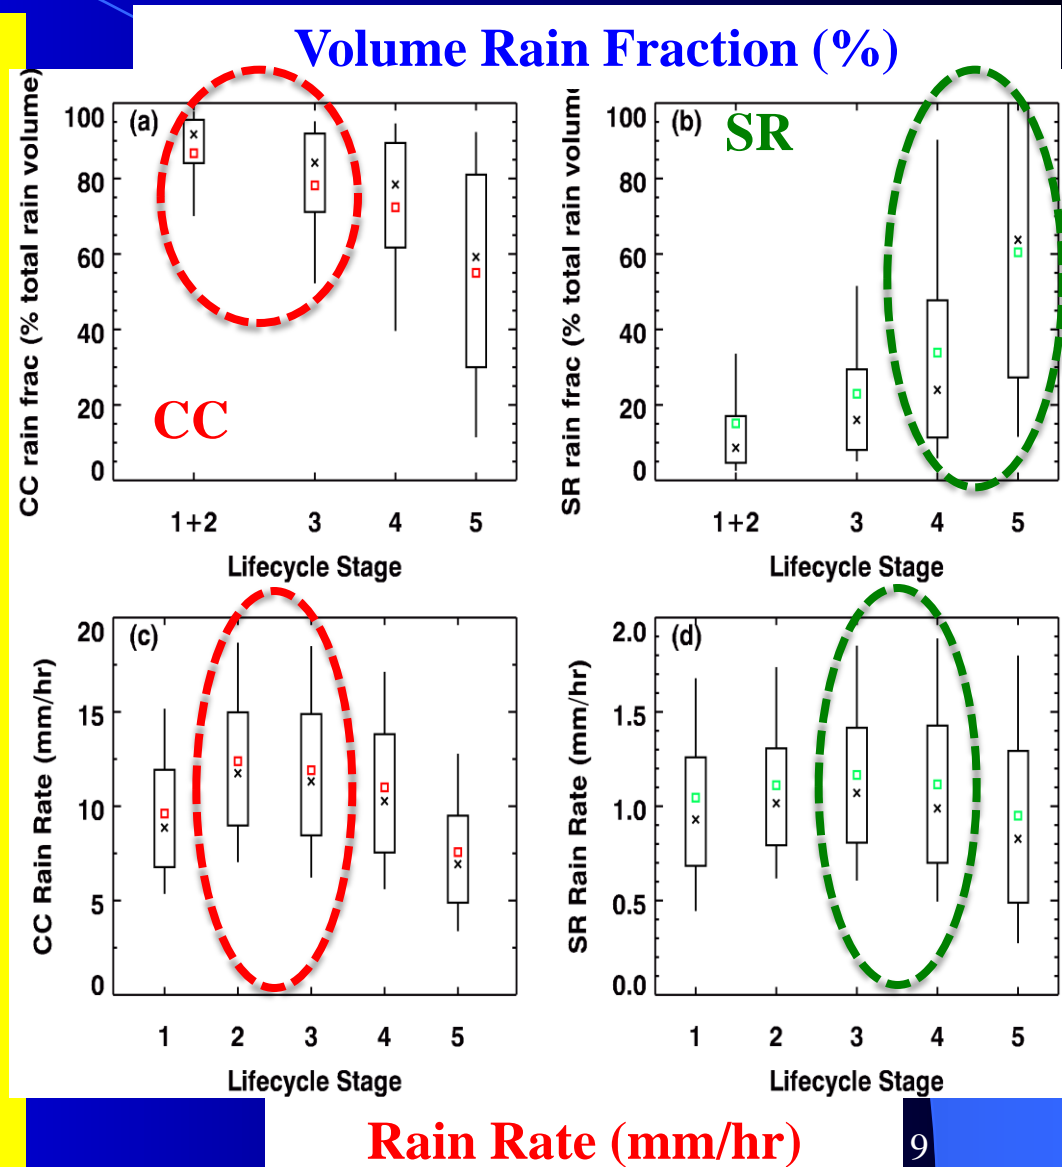 Volume Rain Fraction (%)
CC rain frac (% total rain volume)
100
80
60
40
20
0
(a)
CC
1+2 3 4 5
Lifecycle Stage
SR rain frac (% total rain volume
100
80
60
40
20
0
(b)
SR
1+2 3 4 5
Lifecycle Stage
CC Rain Rate (mm/hr)
20
15
10
5
0
(c)
1 2 3 4 5
Lifecycle Stage
SR Rain Rate (mm/hr)
2.0
1.5
1.0
0.5
0.0
(d)
1 2 3 4 5
Lifecycle Stage
Rain Rate (mm/hr)
9